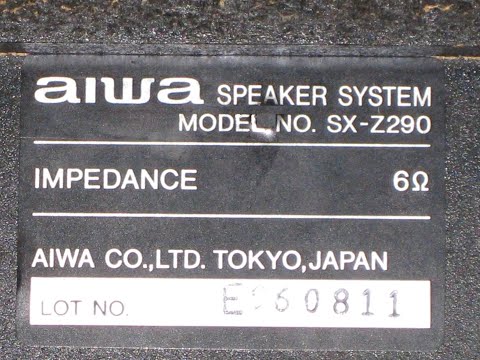 aiwa SPEAKER SYSTEM
MODEL NO. SX-Z290
IMPEDANCE 6Ω
AIWA CO.,LTD. TOKYO,JAPAN
LOT NO.